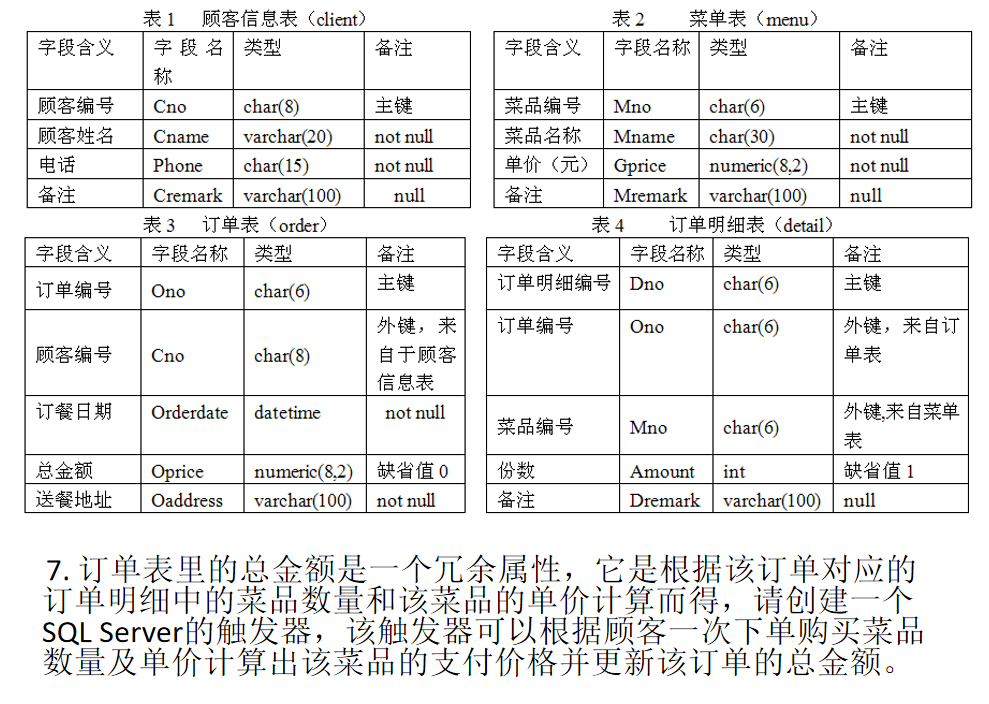 表 1 顾客信息表（client）
字段含义 字段名称 类型 备注
顾客编号 Cno char(8) 主键
顾客姓名 Cname varchar(20) not null
电话 Phone char(15) not null
备注 Cremark varchar(100) null
表 2 菜单表（menu）
字段含义 字段名称 类型 备注
菜品编号 Mno char(6) 主键
菜品名称 Mname char(30) not null
单价（元） Gprice numeric(8,2) not null
备注 Mremark varchar(100) null
表 3 订单表（order）
字段含义 字段名称 类型 备注
订单编号 Ono char(6) 主键
顾客编号 Cno char(8) 外键，来自于顾客信息表
订餐日期 Orderdate datetime not null
总金额 Oprice numeric(8,2) 缺省值 0
送餐地址 Oaddress varchar(100) not null
表 4 订单明细表（detail）
字段含义 字段名称 类型 备注
订单明细编号 Dno char(6) 主键
订单编号 Ono char(6) 外键，来自订单表
菜品编号 Mno char(6) 外键,来自菜单表
份数 Amount int 缺省值 1
备注 Dremark varchar(100) null
7. 订单表里的总金额是一个冗余属性，它是根据该订单对应的
订单明细中的菜品数量和该菜品的单价计算而得，请创建一个
SQL Server的触发器，该触发器可以根据顾客一次下单购买菜品
数量及单价计算出该菜品的支付价格并更新该订单的总金额。